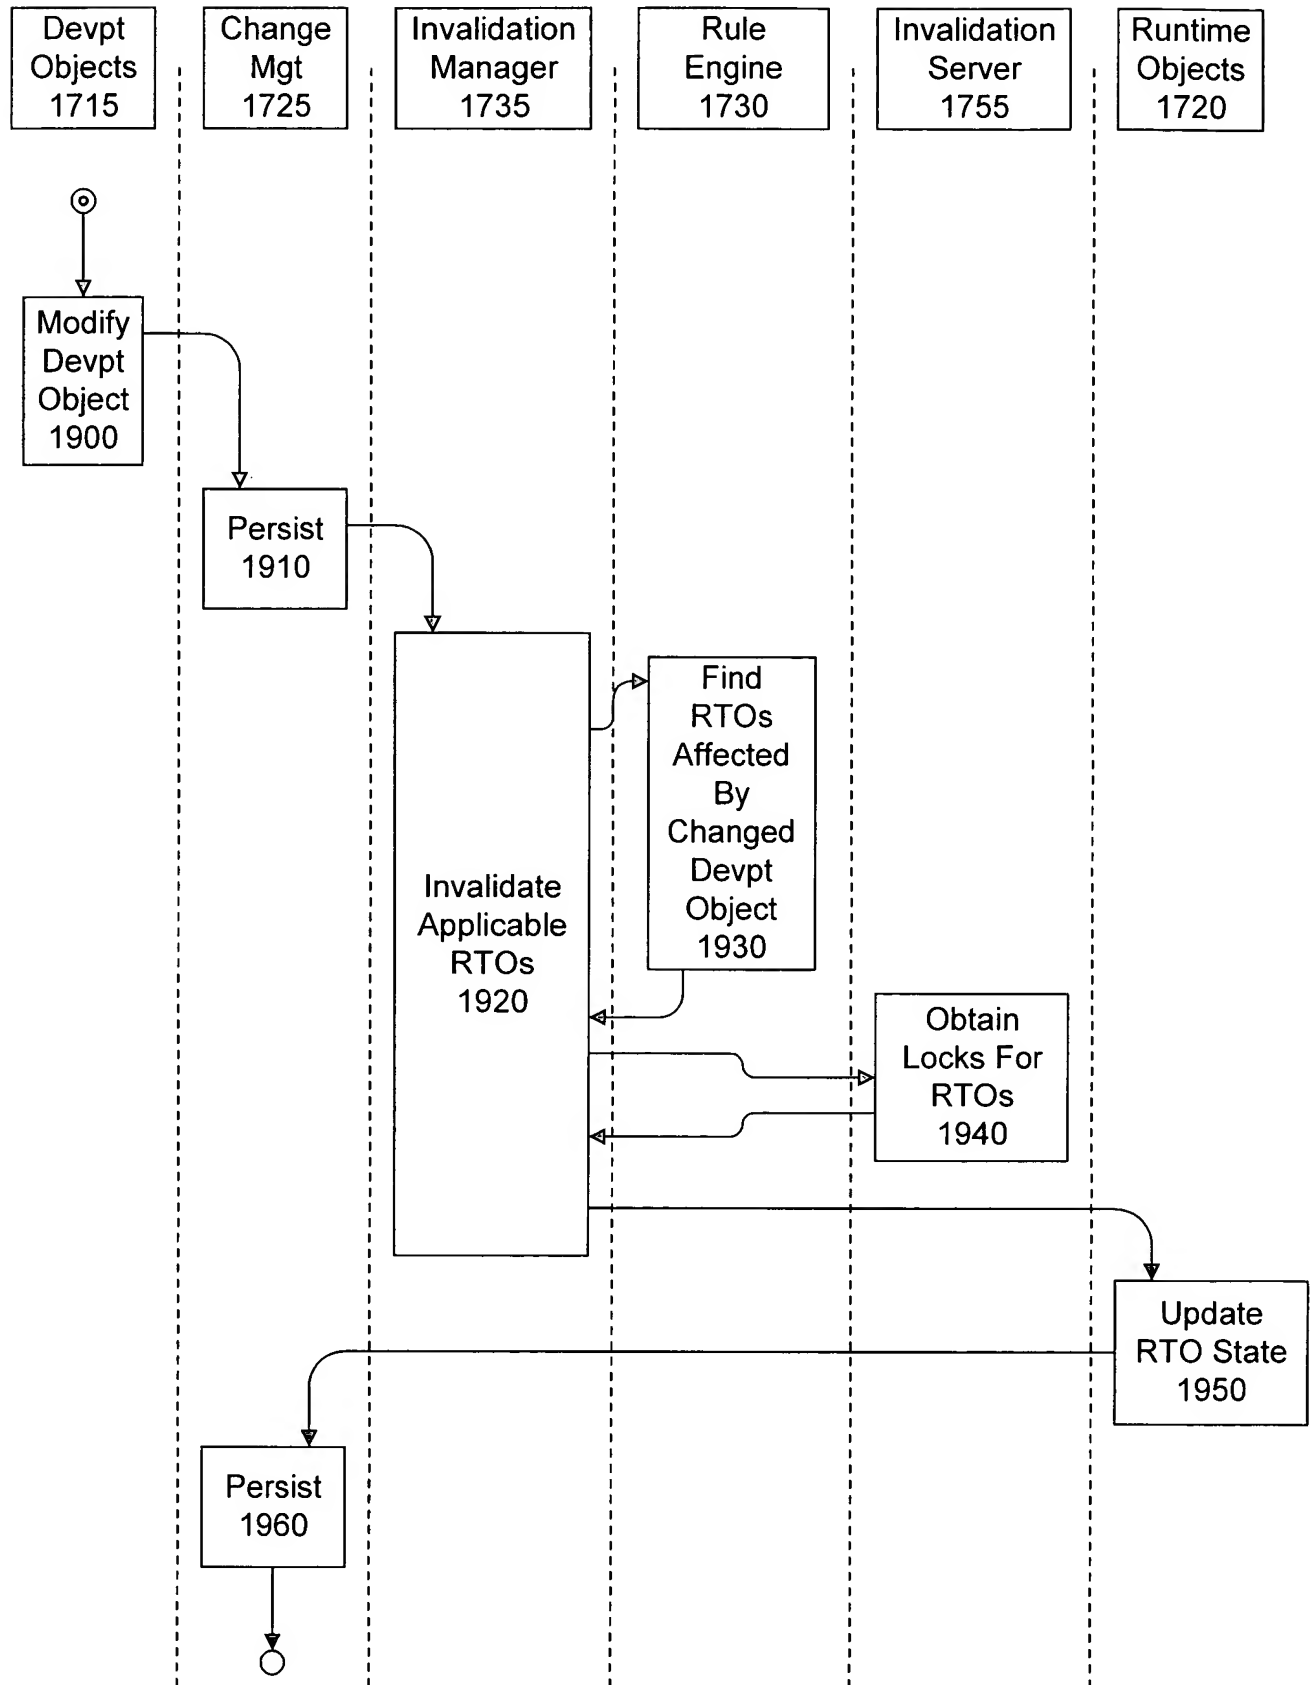 Devpt
Objects
1715
Change
Mgt
1725
Invalidation
Manager
1735
Rule
Engine
1730
Invalidation
Server
1755
Runtime
Objects
1720
Modify
Devpt
Object
1900
Persist
1910
Invalidate
Applicable
RTOs
1920
Find
RTOs
Affected
By
Changed
Devpt
Object
1930
Obtain
Locks For
RTOs
1940
Update
RTO State
1950
Persist
1960